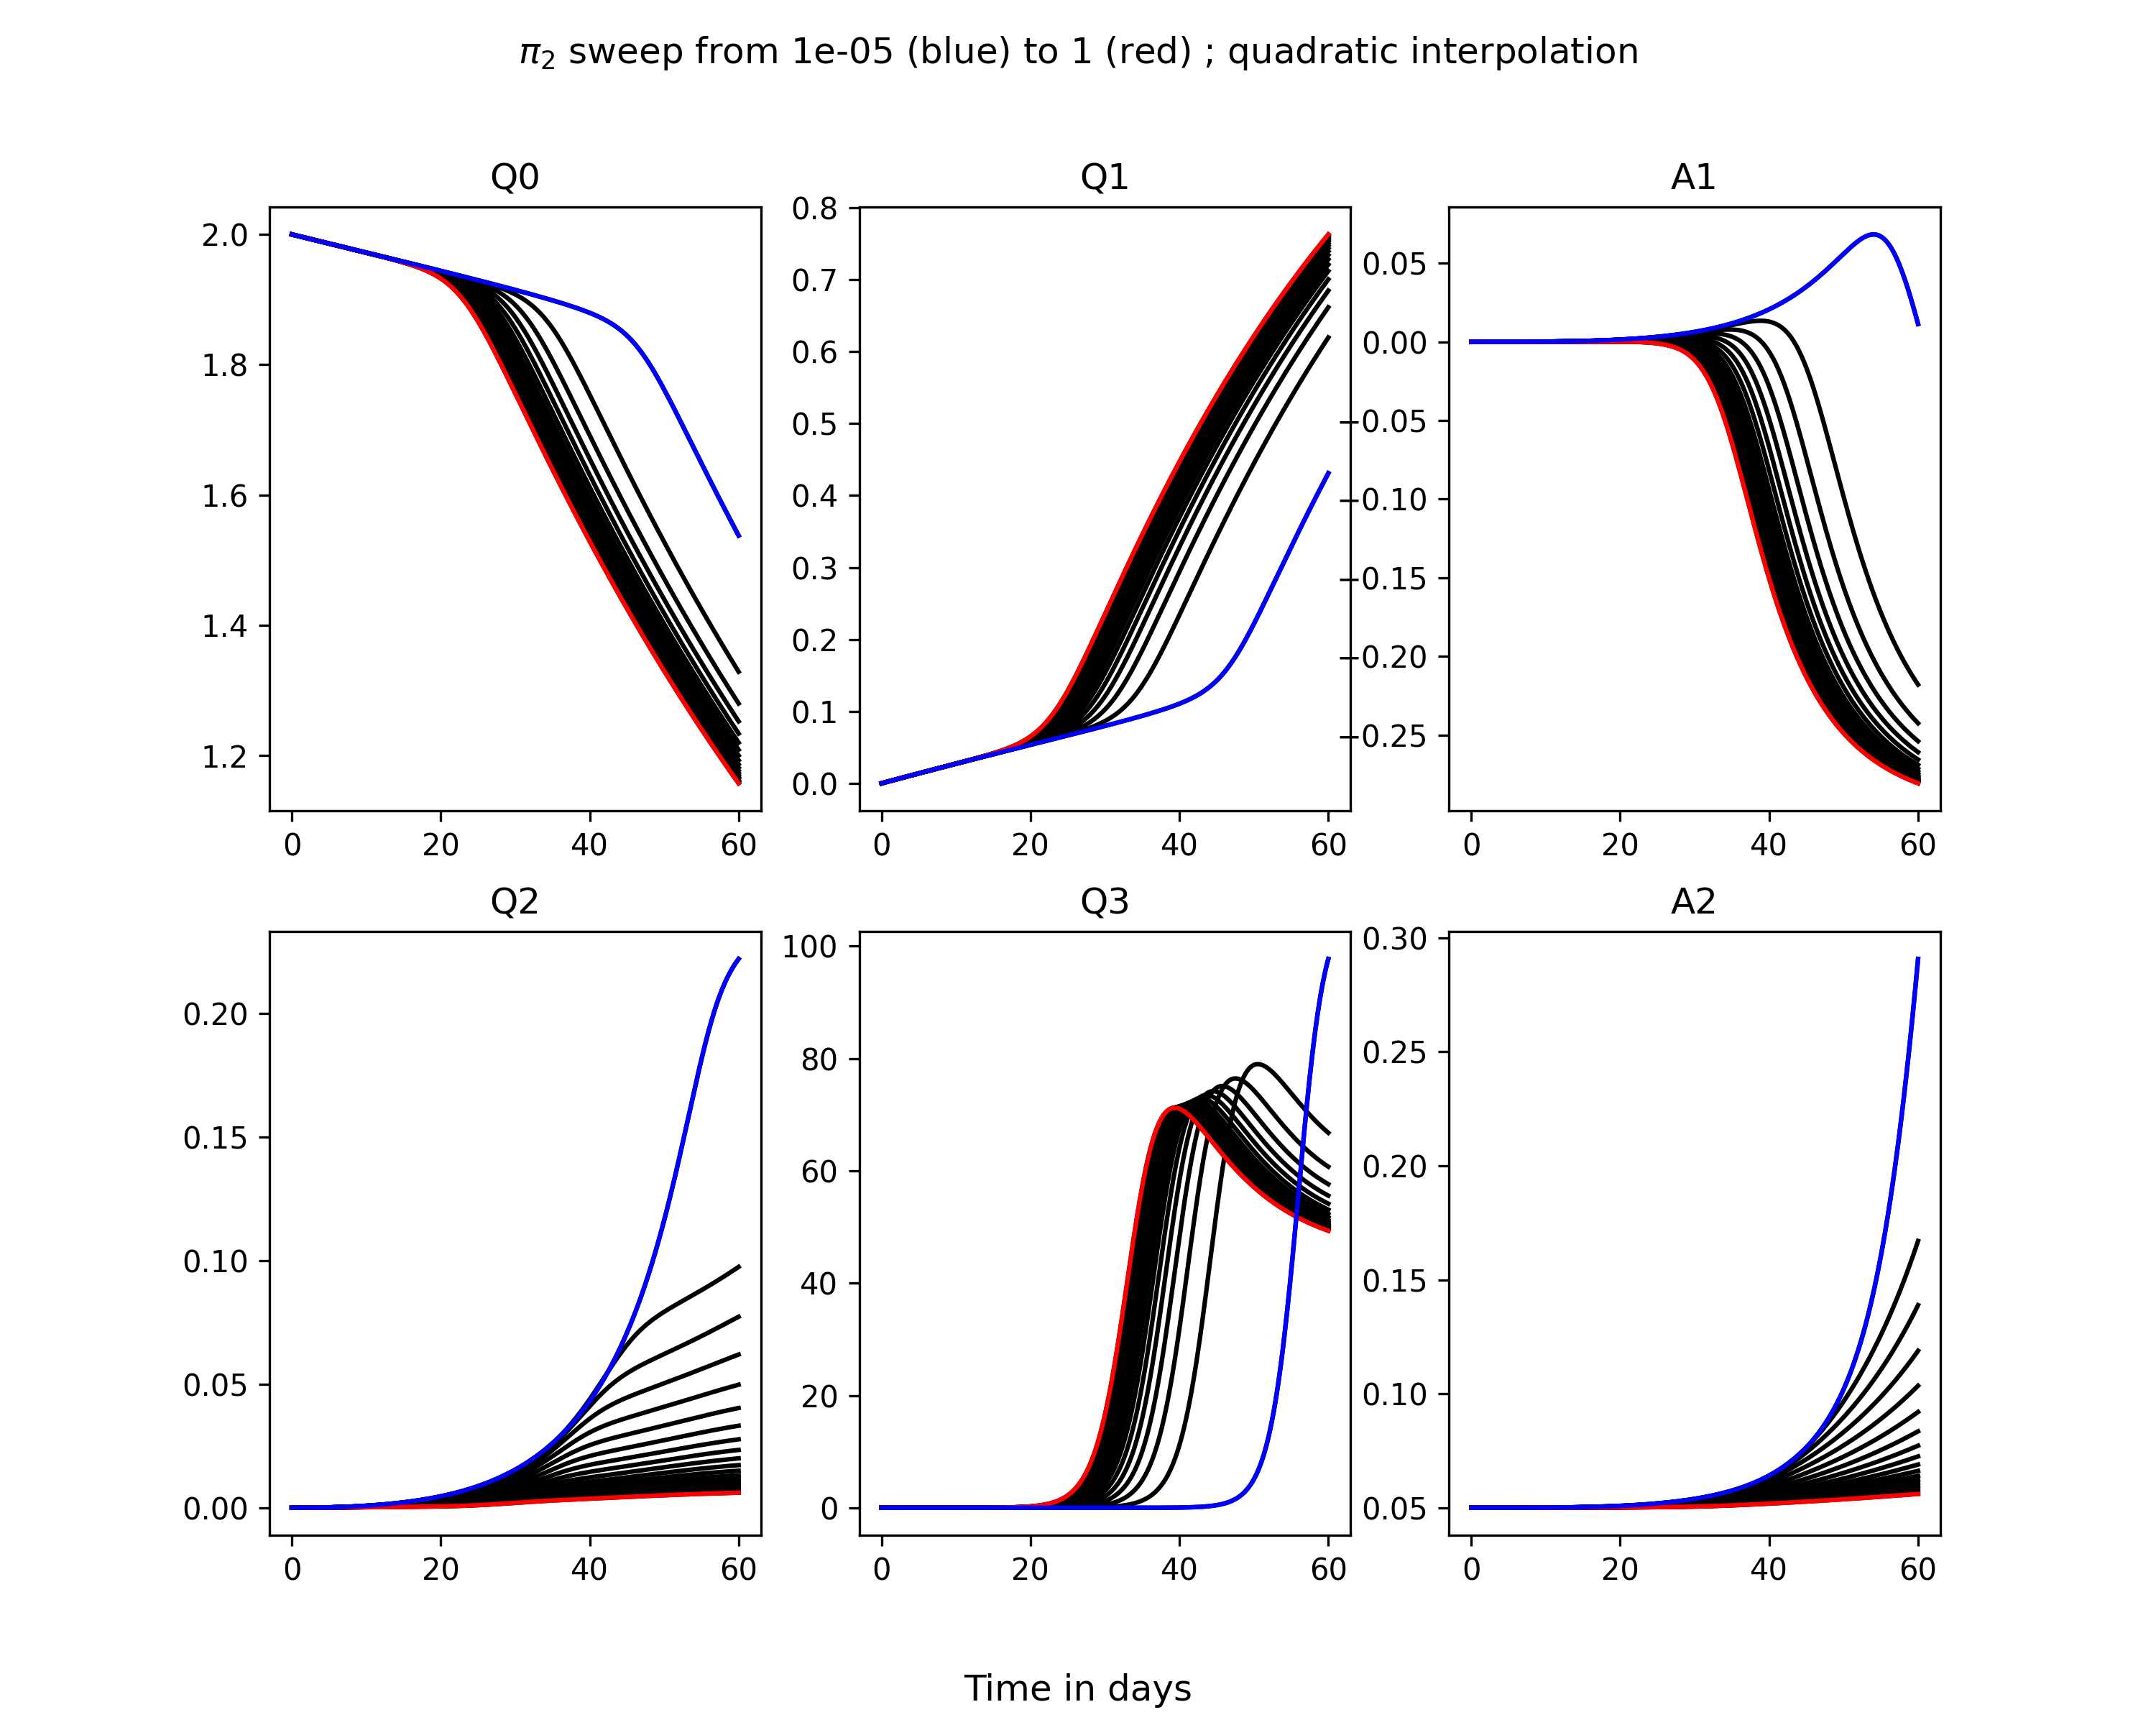 π₂ sweep from 1e-05 (blue) to 1 (red) ; quadratic interpolation
Q0
2.0
1.8
1.6
1.4
1.2
0 20 40 60
Q1
0.8
0.7
0.6
0.5
0.4
0.3
0.2
0.1
0.0
0 20 40 60
A1
0.05
0.00
−0.05
−0.10
−0.15
−0.20
−0.25
0 20 40 60
Q2
0.20
0.15
0.10
0.05
0.00
0 20 40 60
Q3
100
80
60
40
20
0
0 20 40 60
A2
0.30
0.25
0.20
0.15
0.10
0.05
0 20 40 60
Time in days